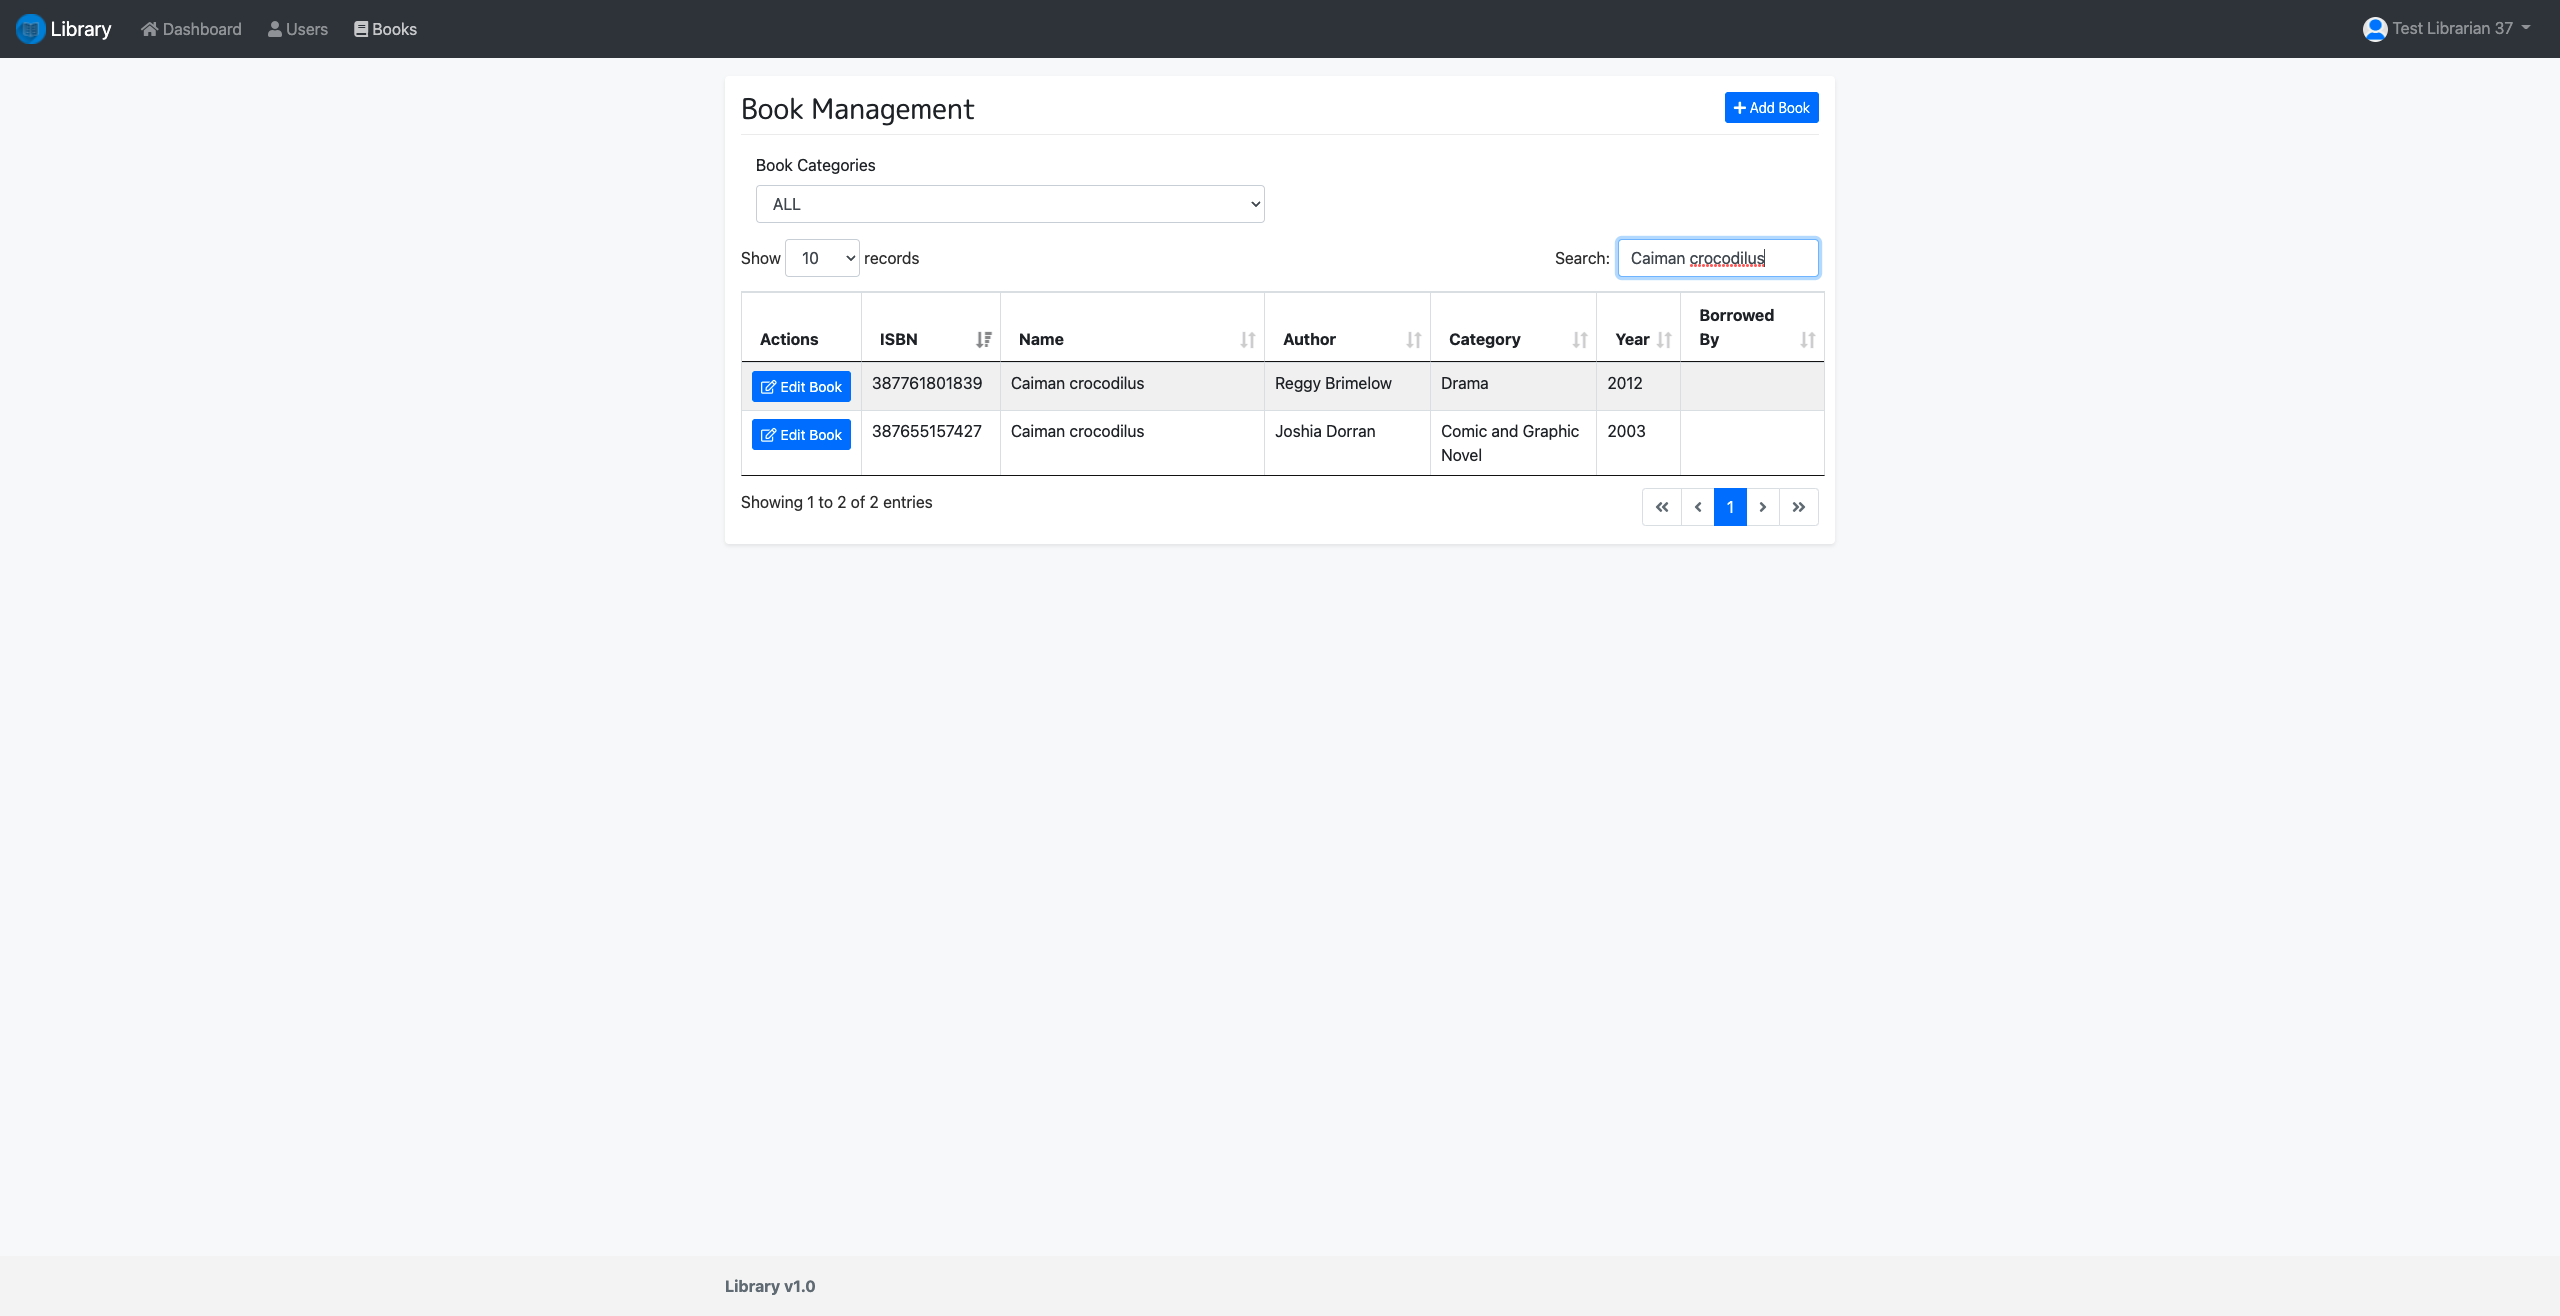 Library Dashboard Users Books Test Librarian 37
Book Management
Add Book
Book Categories
ALL
Show 10 records
Search: Caiman crocodilus
Actions ISBN Name Author Category Year Borrowed By
Edit Book 387761801839 Caiman crocodilus Reggy Brimelow Drama 2012
Edit Book 387655157427 Caiman crocodilus Joshia Dorran Comic and Graphic Novel 2003
Showing 1 to 2 of 2 entries
1
Library v1.0